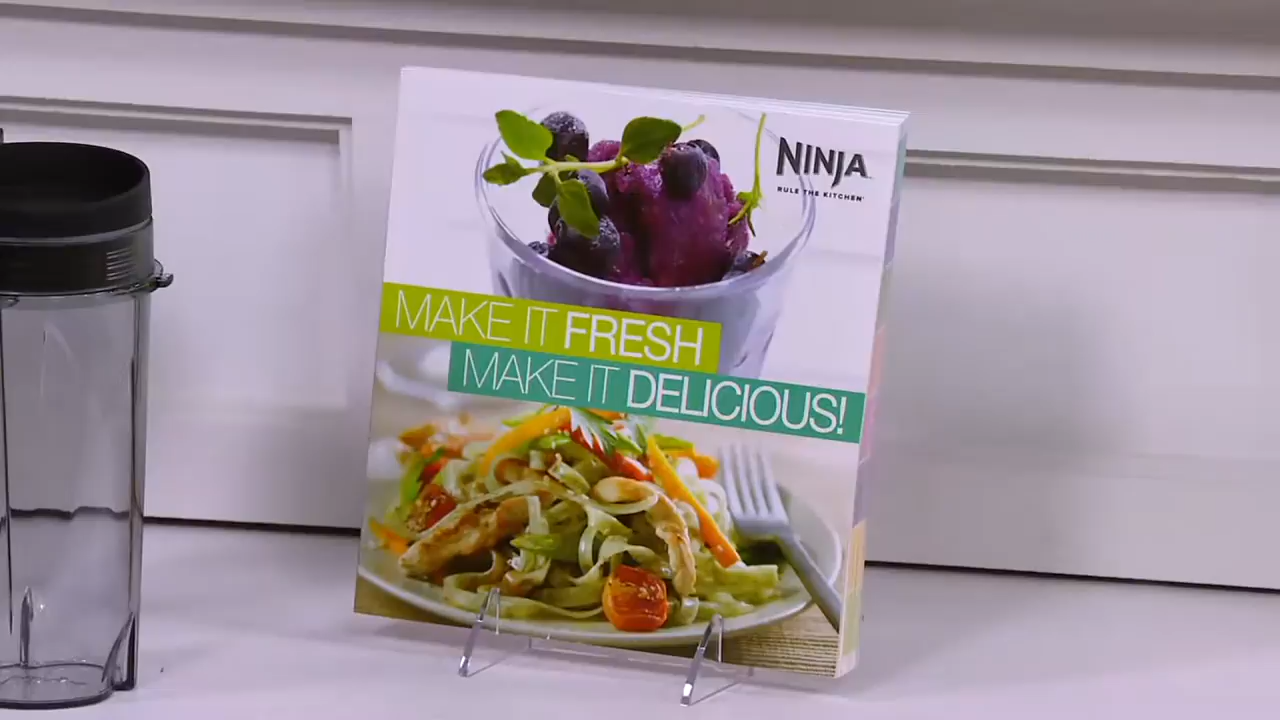 NINJA
RULE THE KITCHEN
MAKE IT FRESH
MAKE IT DELICIOUS!